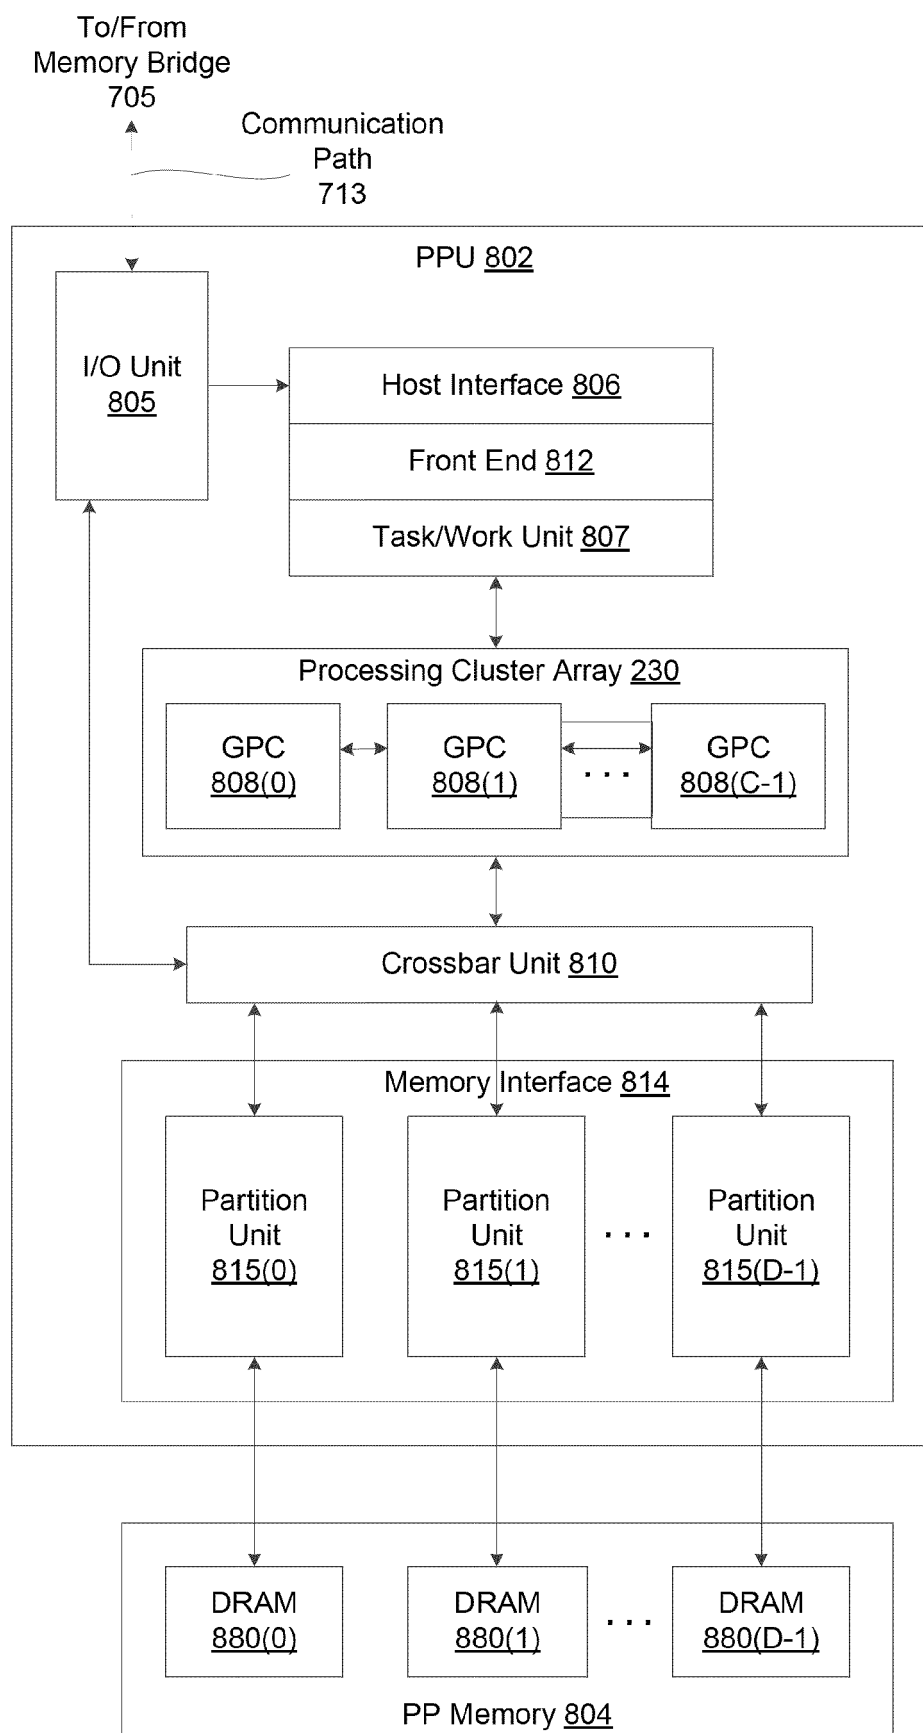 To/From
Memory Bridge
705
Communication
Path
713
PPU 802
I/O Unit
805
Host Interface 806
Front End 812
Task/Work Unit 807
Processing Cluster Array 230
GPC
808(0)
GPC
808(1)
. . .
GPC
808(C-1)
Crossbar Unit 810
Memory Interface 814
Partition
Unit
815(0)
Partition
Unit
815(1)
. . .
Partition
Unit
815(D-1)
DRAM
880(0)
DRAM
880(1)
. . .
DRAM
880(D-1)
PP Memory 804